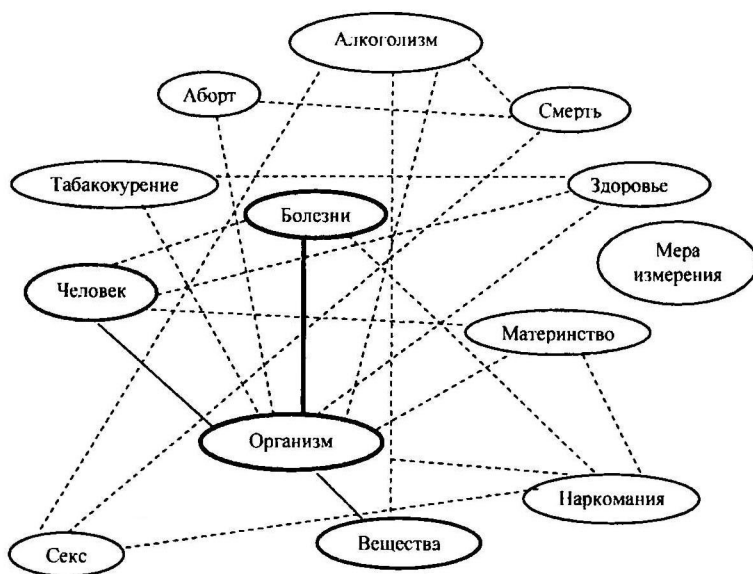 Алкоголизм
Аборт
Смерть
Табакокурение
Здоровье
Болезни
Мера
измерения
Человек
Материнство
Организм
Наркомания
Секс
Вещества